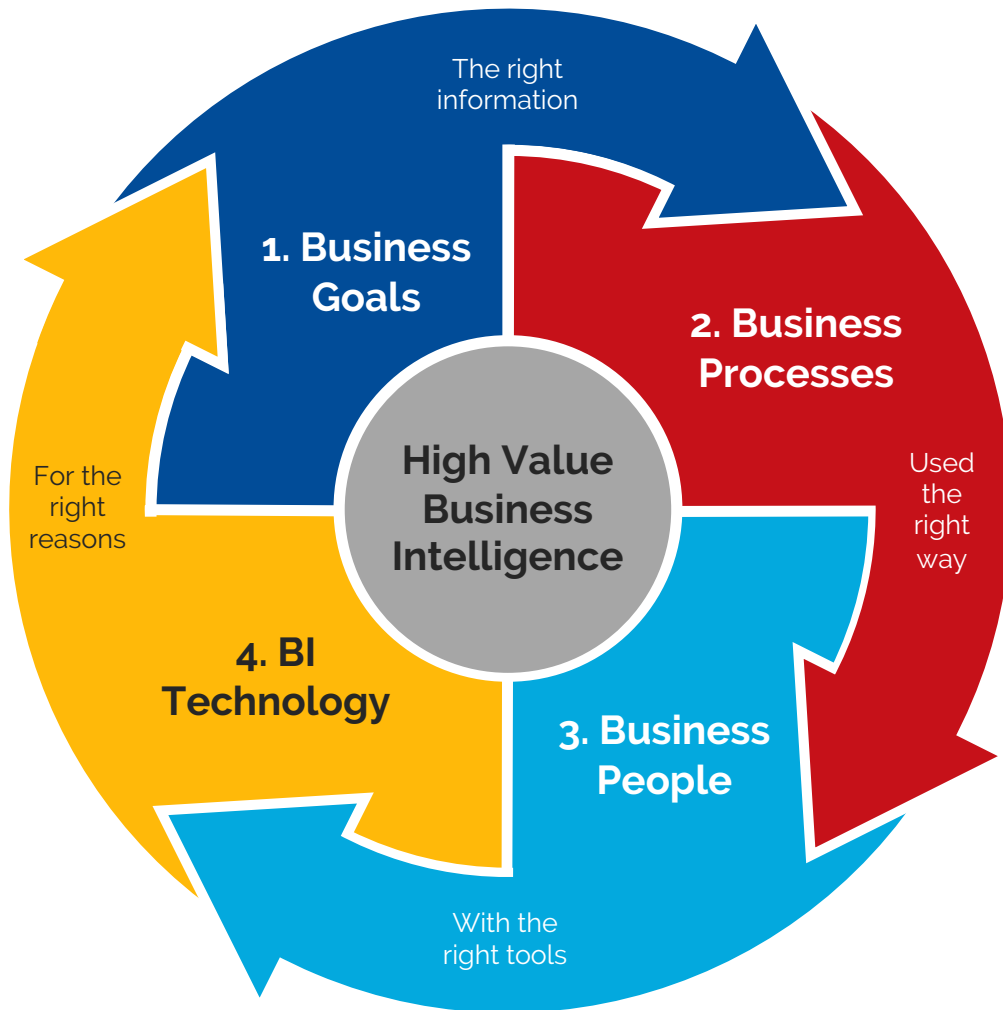 The right
information
1. Business
Goals
2. Business
Processes
High Value
Business
Intelligence
For the
right
reasons
Used
the
right
way
4. BI
Technology
3. Business
People
With the
right tools